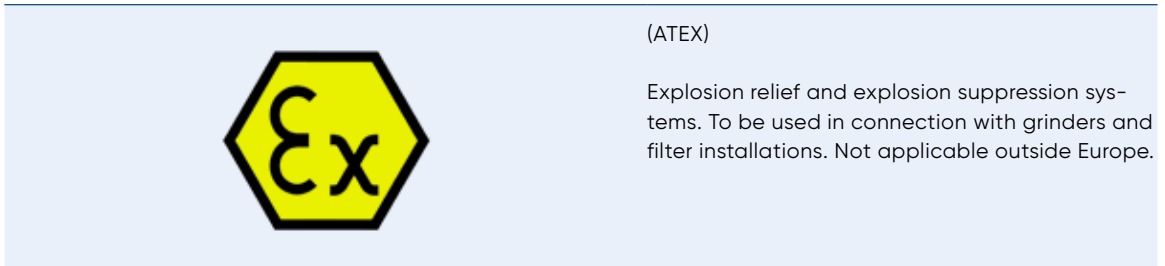 Ex
(ATEX)
Explosion relief and explosion suppression sys-
tems. To be used in connection with grinders and
filter installations. Not applicable outside Europe.